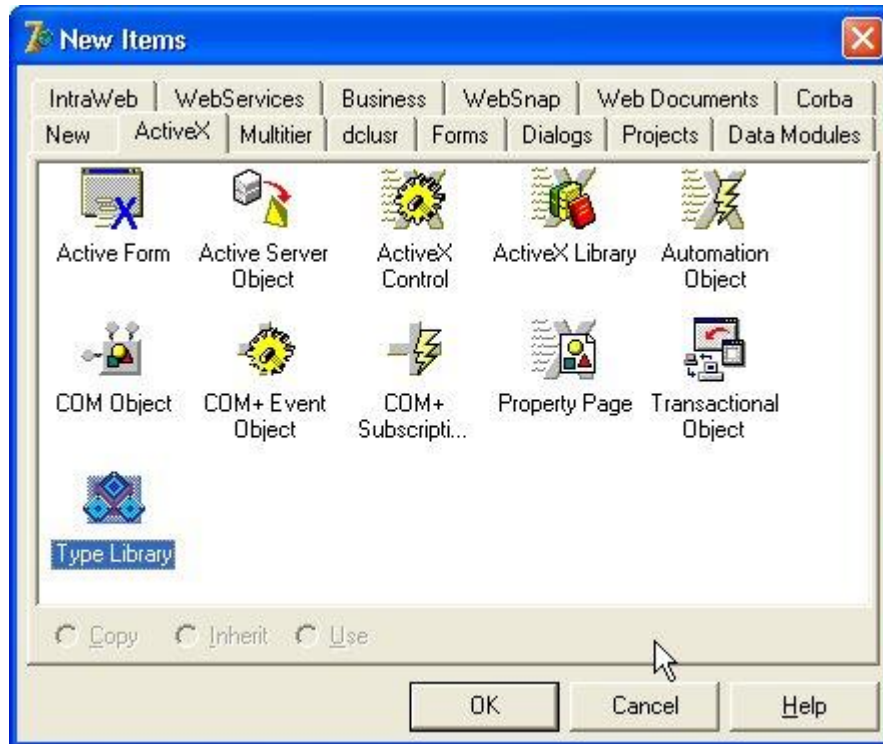 New Items
IntraWeb WebServices Business WebSnap Web Documents Corba
New ActiveX Multitier dclusr Forms Dialogs Projects Data Modules
Active Form
Active Server
Object
ActiveX
Control
ActiveX Library
Automation
Object
COM Object
COM+ Event
Object
COM+
Subscripti...
Property Page
Transactional
Object
Type Library
Copy Inherit Use
OK Cancel Help